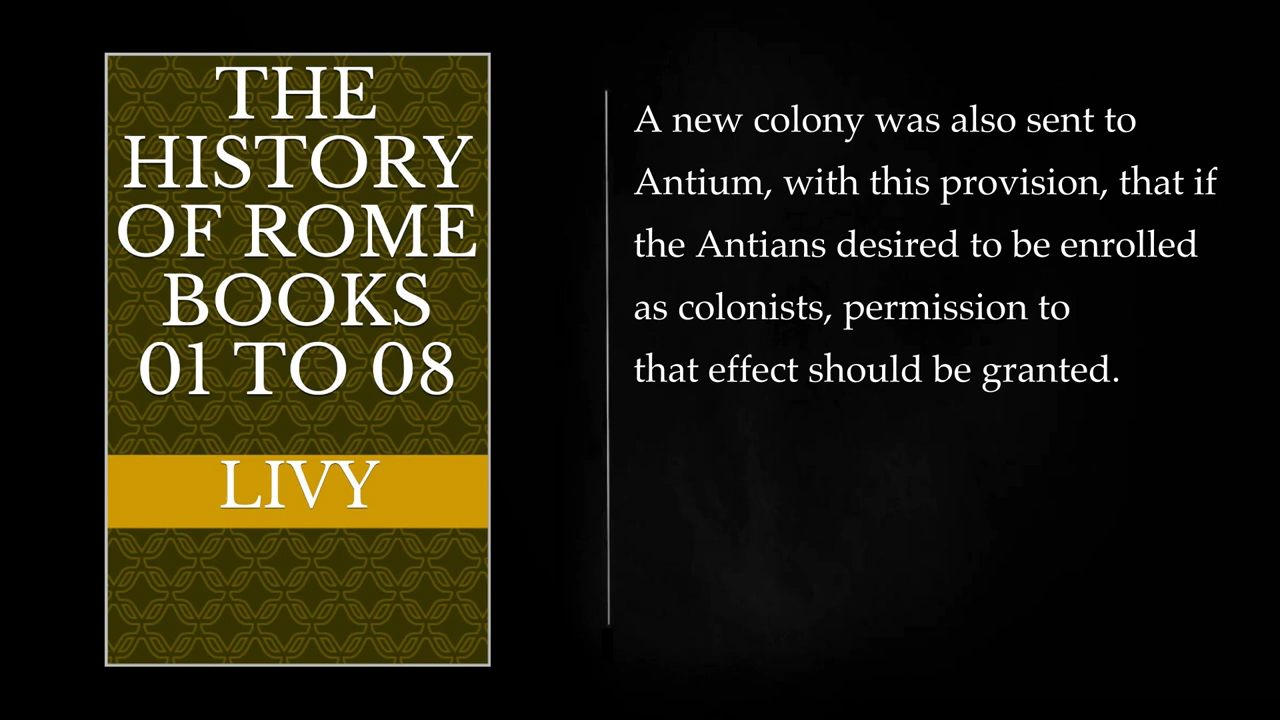 THE
HISTORY
OF ROME
BOOKS
01 TO 08
LIVY
A new colony was also sent to
Antium, with this provision, that if
the Antians desired to be enrolled
as colonists, permission to
that effect should be granted.